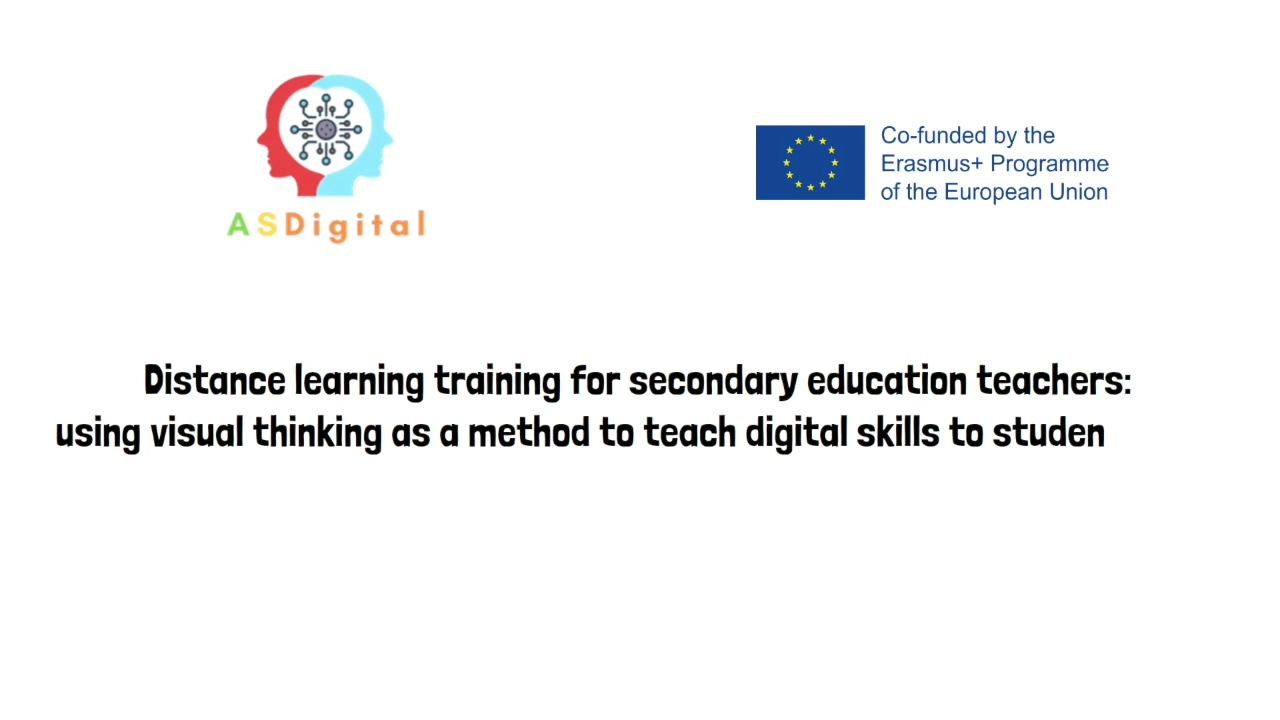 ASDigital
Co-funded by the
Erasmus+ Programme
of the European Union
Distance learning training for secondary education teachers:
using visual thinking as a method to teach digital skills to studen